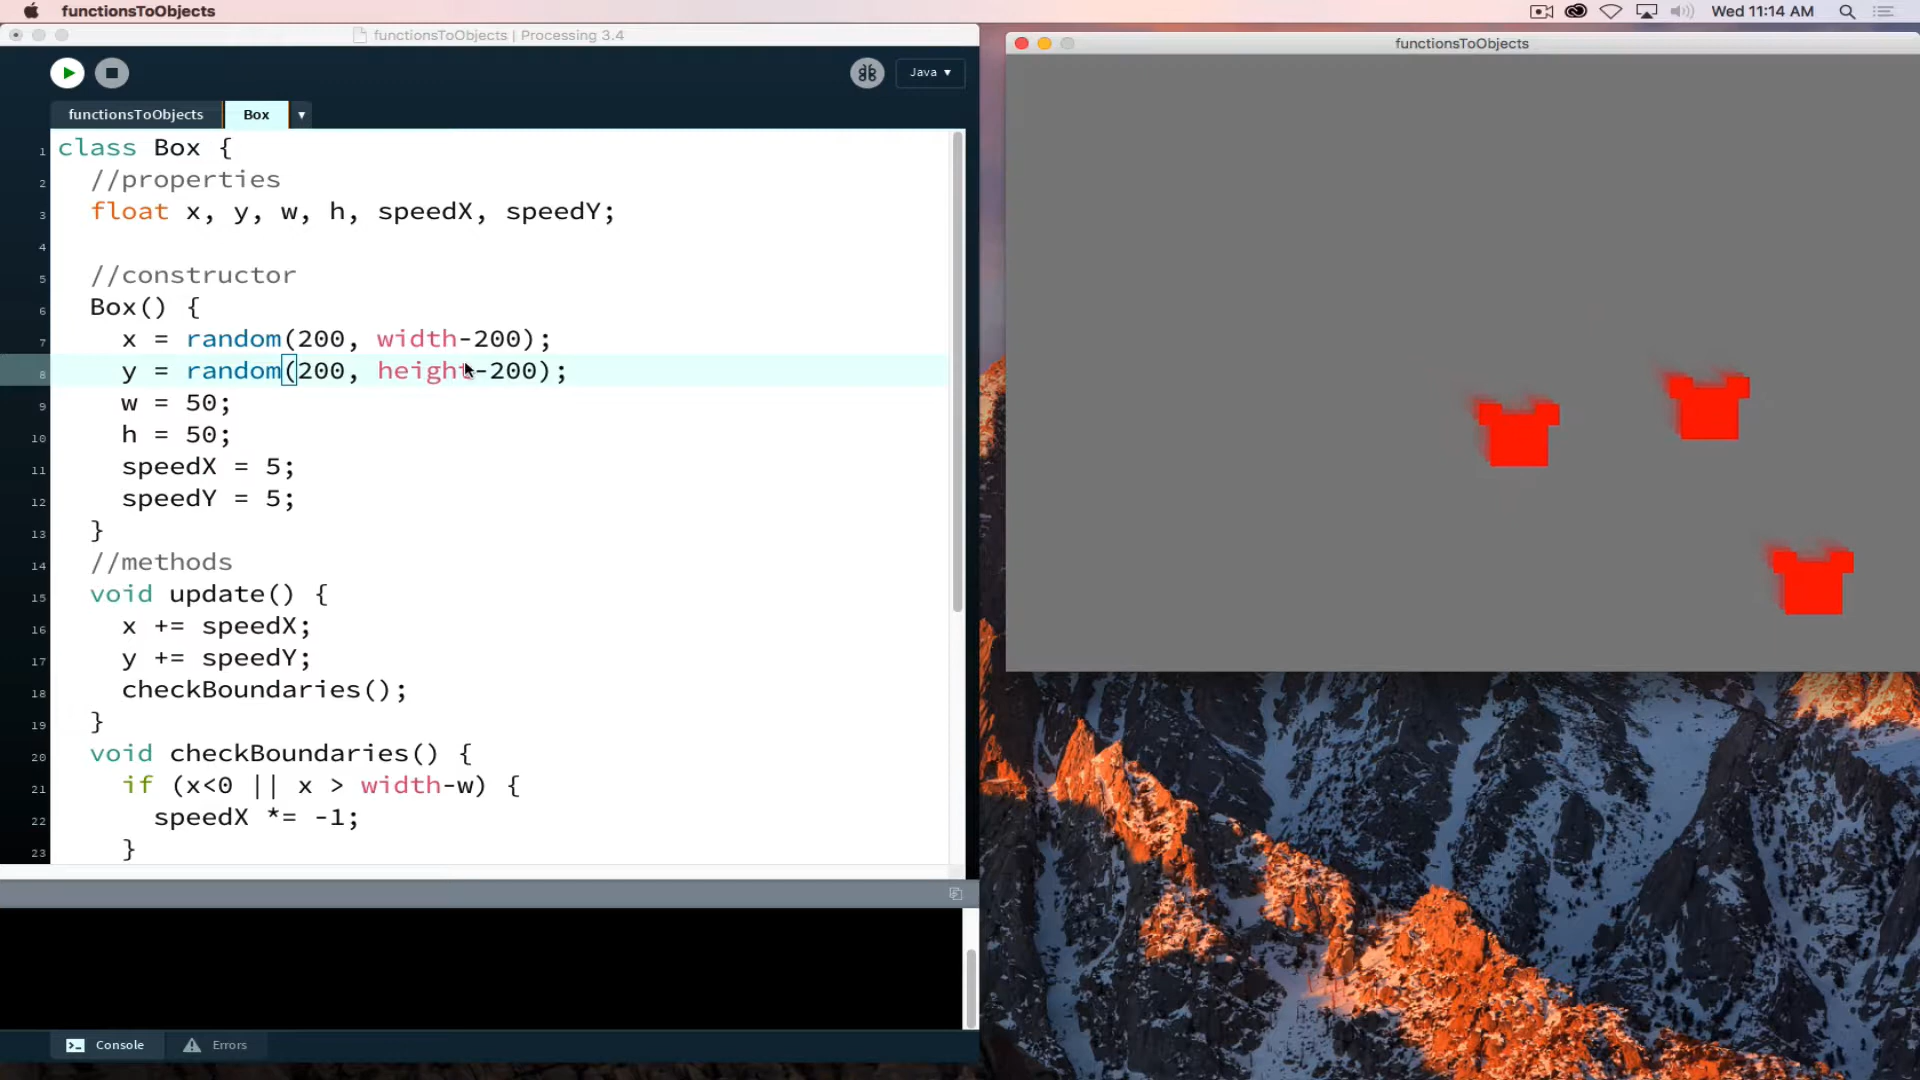 functionsToObjects
Wed 11:14 AM
functionsToObjects | Processing 3.4
functionsToObjects
Java ▾
functionsToObjects
Box
▾
1 class Box {
2 //properties
3 float x, y, w, h, speedX, speedY;
4
5 //constructor
6 Box() {
7 x = random(200, width-200);
8 y = random(200, height-200);
9 w = 50;
10 h = 50;
11 speedX = 5;
12 speedY = 5;
13 }
14 //methods
15 void update() {
16 x += speedX;
17 y += speedY;
18 checkBoundaries();
19 }
20 void checkBoundaries() {
21 if (x<0 || x > width-w) {
22 speedX *= -1;
23 }
Console
Errors